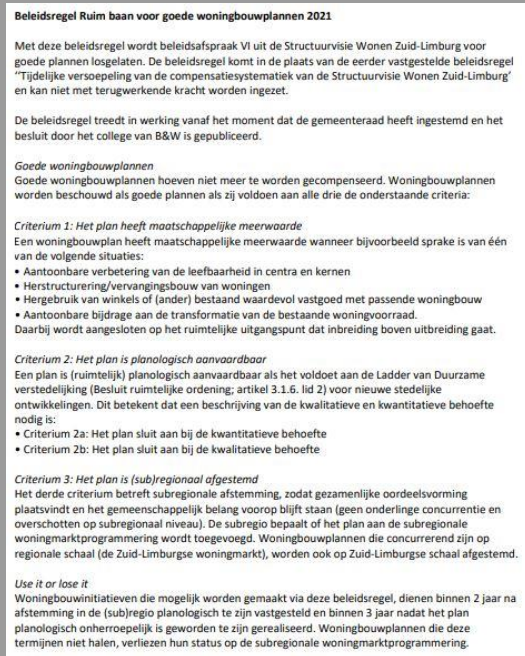 Beleidsregel Ruim baan voor goede woningbouwplannen 2021
Met deze beleidsregel wordt beleidsafspraak VI uit de Structuurvisie Wonen Zuid-Limburg voor
goede plannen losgelaten. De beleidsregel komt in de plaats van de eerder vastgestelde beleidsregel
“Tijdelijke versoepeling van de compensatiesystematiek van de Structuurvisie Wonen Zuid-Limburg’
en kan niet met terugwerkende kracht worden ingezet.
De beleidsregel treedt in werking vanaf het moment dat de gemeenteraad heeft ingestemd en het
besluit door het college van B&W is gepubliceerd.
Goede woningbouwplannen
Goede woningbouwplannen hoeven niet meer te worden gecompenseerd. Woningbouwplannen
worden beschouwd als goede plannen als zij voldoen aan alle drie de onderstaande criteria:
Criterium 1: Het plan heeft maatschappelijke meerwaarde
Een woningbouwplan heeft maatschappelijke meerwaarde wanneer bijvoorbeeld sprake is van één
van de volgende situaties:
• Aantoonbare verbetering van de leefbaarheid in centra en kernen
• Herstructurering/vervangingsbouw van woningen
• Hergebruik van winkels of (ander) bestaand waardevol vastgoed met passende woningbouw
• Aantoonbare bijdrage aan de transformatie van de bestaande woningvoorraad.
Daarbij wordt aangesloten op het ruimtelijke uitgangspunt dat inbreiding boven uitbreiding gaat.
Criterium 2: Het plan is planologisch aanvaardbaar
Een plan is (ruimtelijk) planologisch aanvaardbaar als het voldoet aan de Ladder van Duurzame
verstedelijking (Besluit ruimtelijke ordening; artikel 3.1.6. lid 2) voor nieuwe stedelijke
ontwikkelingen. Dit betekent dat een beschrijving van de kwalitatieve en kwantitatieve behoefte
nodig is:
• Criterium 2a: Het plan sluit aan bij de kwantitatieve behoefte
• Criterium 2b: Het plan sluit aan bij de kwalitatieve behoefte
Criterium 3: Het plan is (sub)regionaal afgestemd
Het derde criterium betreft subregionale afstemming, zodat gezamenlijke oordeelsvorming
plaatsvindt en het gemeenschappelijk belang voorop blijft staan (geen onderlinge concurrentie en
overschotten op subregionaal niveau). De subregio bepaalt of het plan aan de subregionale
woningmarktprogrammering wordt toegevoegd. Woningbouwplannen die concurrerend zijn op
regionale schaal (de Zuid-Limburgse woningmarkt), worden ook op Zuid-Limburgse schaal afgestemd.
Use it or lose it
Woningbouwinitiatieven die mogelijk worden gemaakt via deze beleidsregel, dienen binnen 2 jaar na
afstemming in de (sub)regio planologisch te zijn vastgesteld en binnen 3 jaar nadat het plan
planologisch onherroepelijk is geworden te zijn gerealiseerd. Woningbouwplannen die deze
termijnen niet halen, verliezen hun status op de subregionale woningmarktprogrammering.